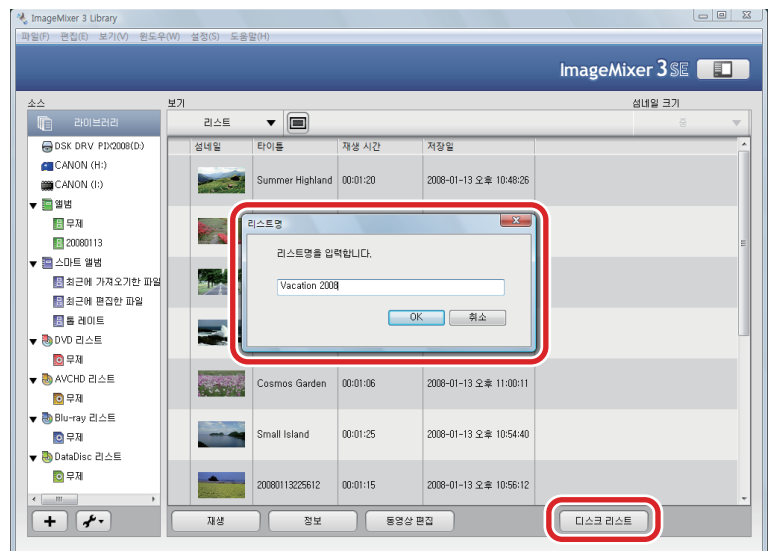 ImageMixer 3 Library
파일(F) 편집(E) 보기(V) 윈도우(W) 설정(S) 도움말(H)
ImageMixer 3 SE
소스
보기
섬네일 크기
라이브러리
리스트
중
DSK DRV PIX2008(D:)
CANON (H:)
CANON (I:)
앨범
무제
20080113
스마트 앨범
최근에 가져오기한 파일
최근에 편집한 파일
톱 레이트
DVD 리스트
무제
AVCHD 리스트
무제
Blu-ray 리스트
무제
DataDisc 리스트
무제
섬네일 타이틀 재생 시간 저장일
Summer Highland 00:01:20 2008-01-13 오후 10:48:26
리스트명
리스트명을 입력합니다.
Vacation 2008
OK 취소
Cosmos Garden 00:01:06 2008-01-13 오후 11:00:11
Small Island 00:01:25 2008-01-13 오후 10:54:40
20080113225612 00:01:15 2008-01-13 오후 10:56:12
재생 정보 동영상 편집 디스크 리스트